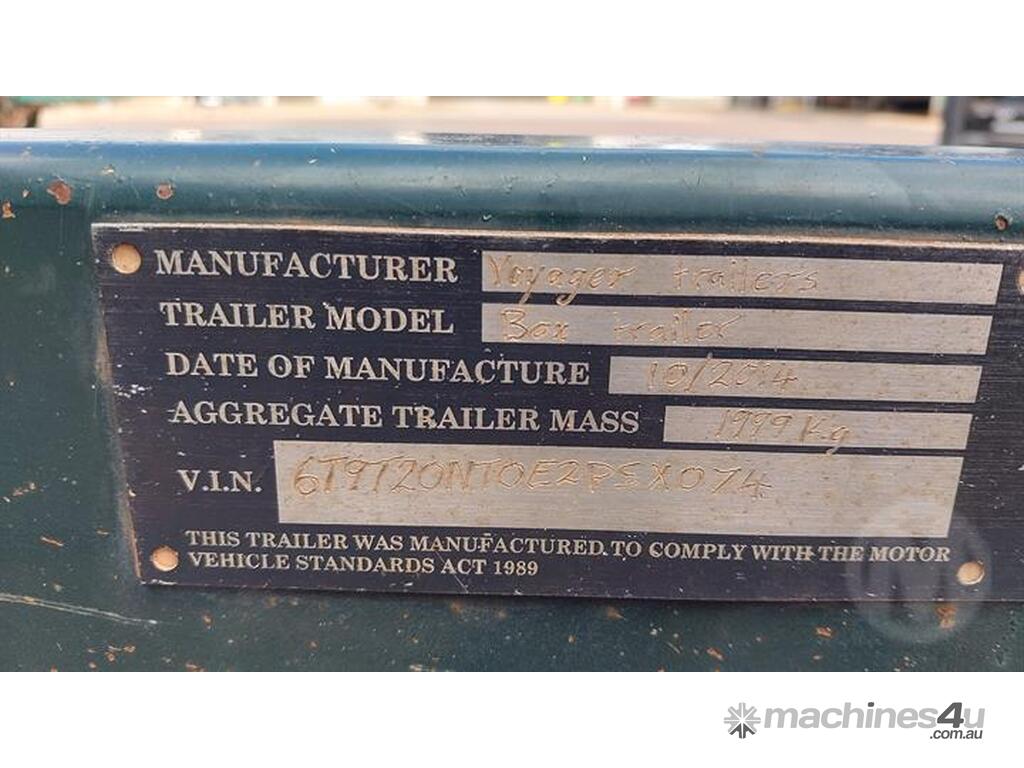 MANUFACTURER Voyager trailers
TRAILER MODEL Box trailer
DATE OF MANUFACTURE 10/2014
AGGREGATE TRAILER MASS 1999 Kg
V.I.N. 6T9T20NT0E2PSX074
THIS TRAILER WAS MANUFACTURED TO COMPLY WITH THE MOTOR
VEHICLE STANDARDS ACT 1989
machines4u
.com.au